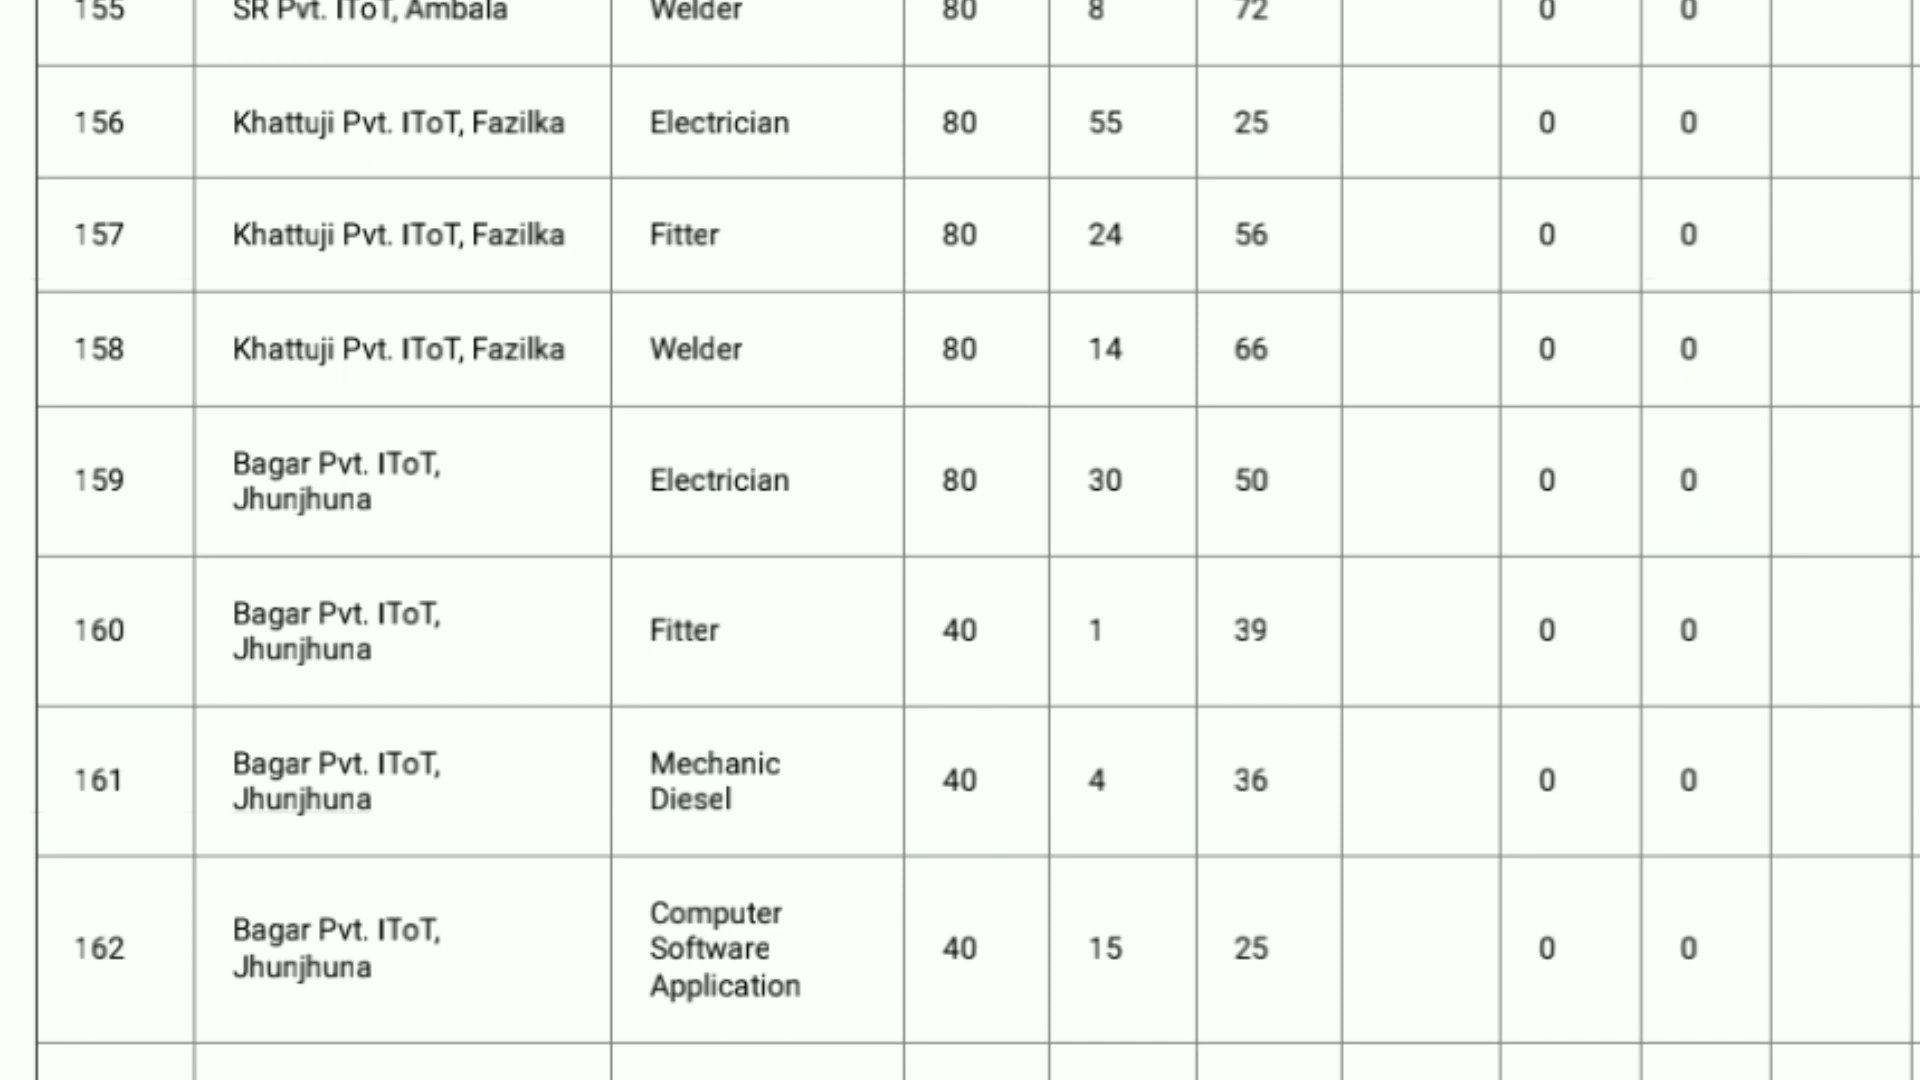 155 SR Pvt. IToT, Ambala Welder 80 8 72 0 0
156 Khattuji Pvt. IToT, Fazilka Electrician 80 55 25 0 0
157 Khattuji Pvt. IToT, Fazilka Fitter 80 24 56 0 0
158 Khattuji Pvt. IToT, Fazilka Welder 80 14 66 0 0
159 Bagar Pvt. IToT, Jhunjhuna Electrician 80 30 50 0 0
160 Bagar Pvt. IToT, Jhunjhuna Fitter 40 1 39 0 0
161 Bagar Pvt. IToT, Jhunjhuna Mechanic Diesel 40 4 36 0 0
162 Bagar Pvt. IToT, Jhunjhuna Computer Software Application 40 15 25 0 0